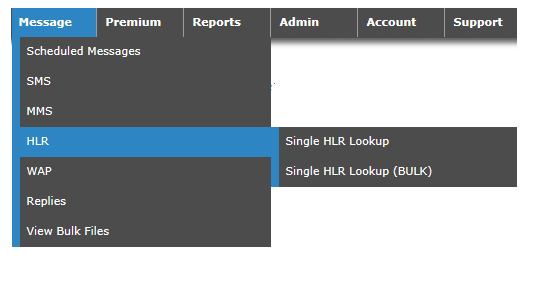 Message Premium Reports Admin Account Support
Scheduled Messages
SMS
MMS
HLR Single HLR Lookup
WAP Single HLR Lookup (BULK)
Replies
View Bulk Files